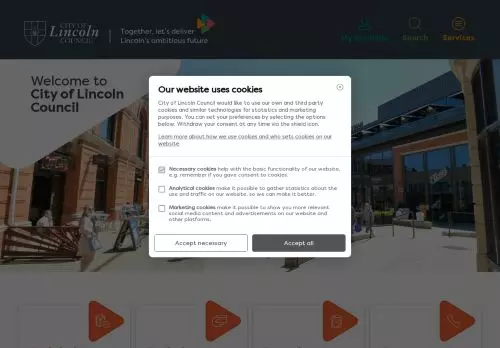 CITY OF
Lincoln
COUNCIL
Together, let's deliver
Lincoln's ambitious future
My Account
Search
Services
Welcome to
City of Lincoln
Council
Our website uses cookies
City of Lincoln Council would like to use our own and third party
cookies and similar technologies for statistics and marketing
purposes. You can set your preferences by selecting the options
below. Withdraw your consent at any time via the shield icon.
Learn more about how we use cookies and who sets cookies on our
website
Necessary cookies help with the basic functionality of our website,
e.g. remember if you gave consent to cookies.
Analytical cookies make it possible to gather statistics about the
use and traffic on our website, so we can make it better.
Marketing cookies make it possible to show you more relevant
social media content and advertisements on our website and
other platforms.
Accept necessary
Accept all